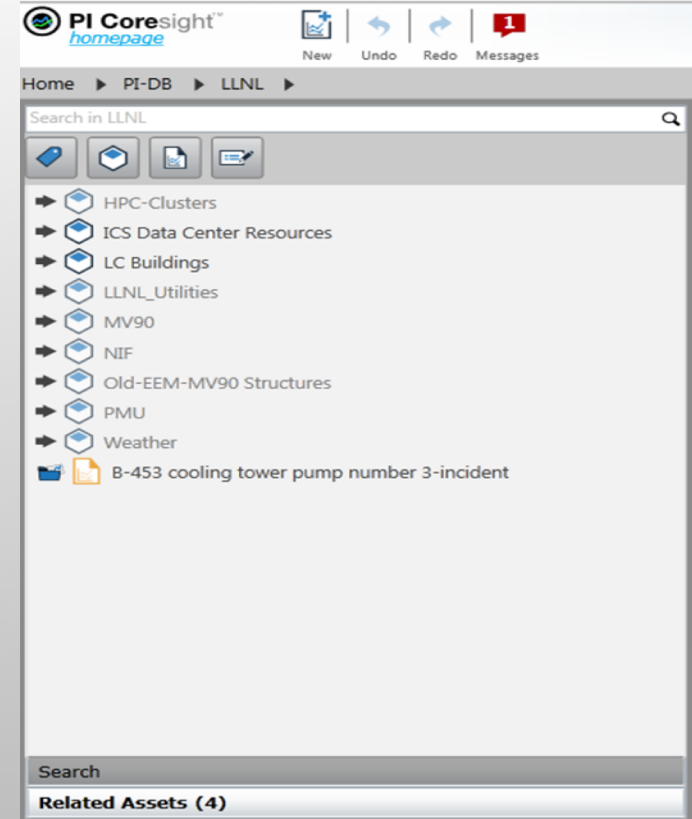 PI Coresight™
homepage
New Undo Redo 1 Messages
Home PI-DB LLNL
Search in LLNL
HPC-Clusters
ICS Data Center Resources
LC Buildings
LLNL_Utilities
MV90
NIF
Old-EEM-MV90 Structures
PMU
Weather
B-453 cooling tower pump number 3-incident
Search
Related Assets (4)